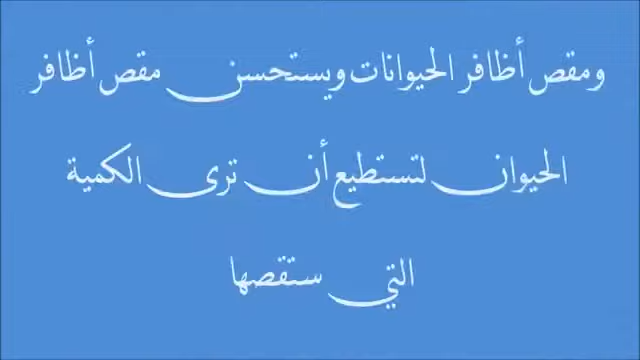 ومقص أظافر الحيوانات ويستحسن مقص أظافر
الحيوان لتستطيع أن ترى الكمية
التي ستقصها